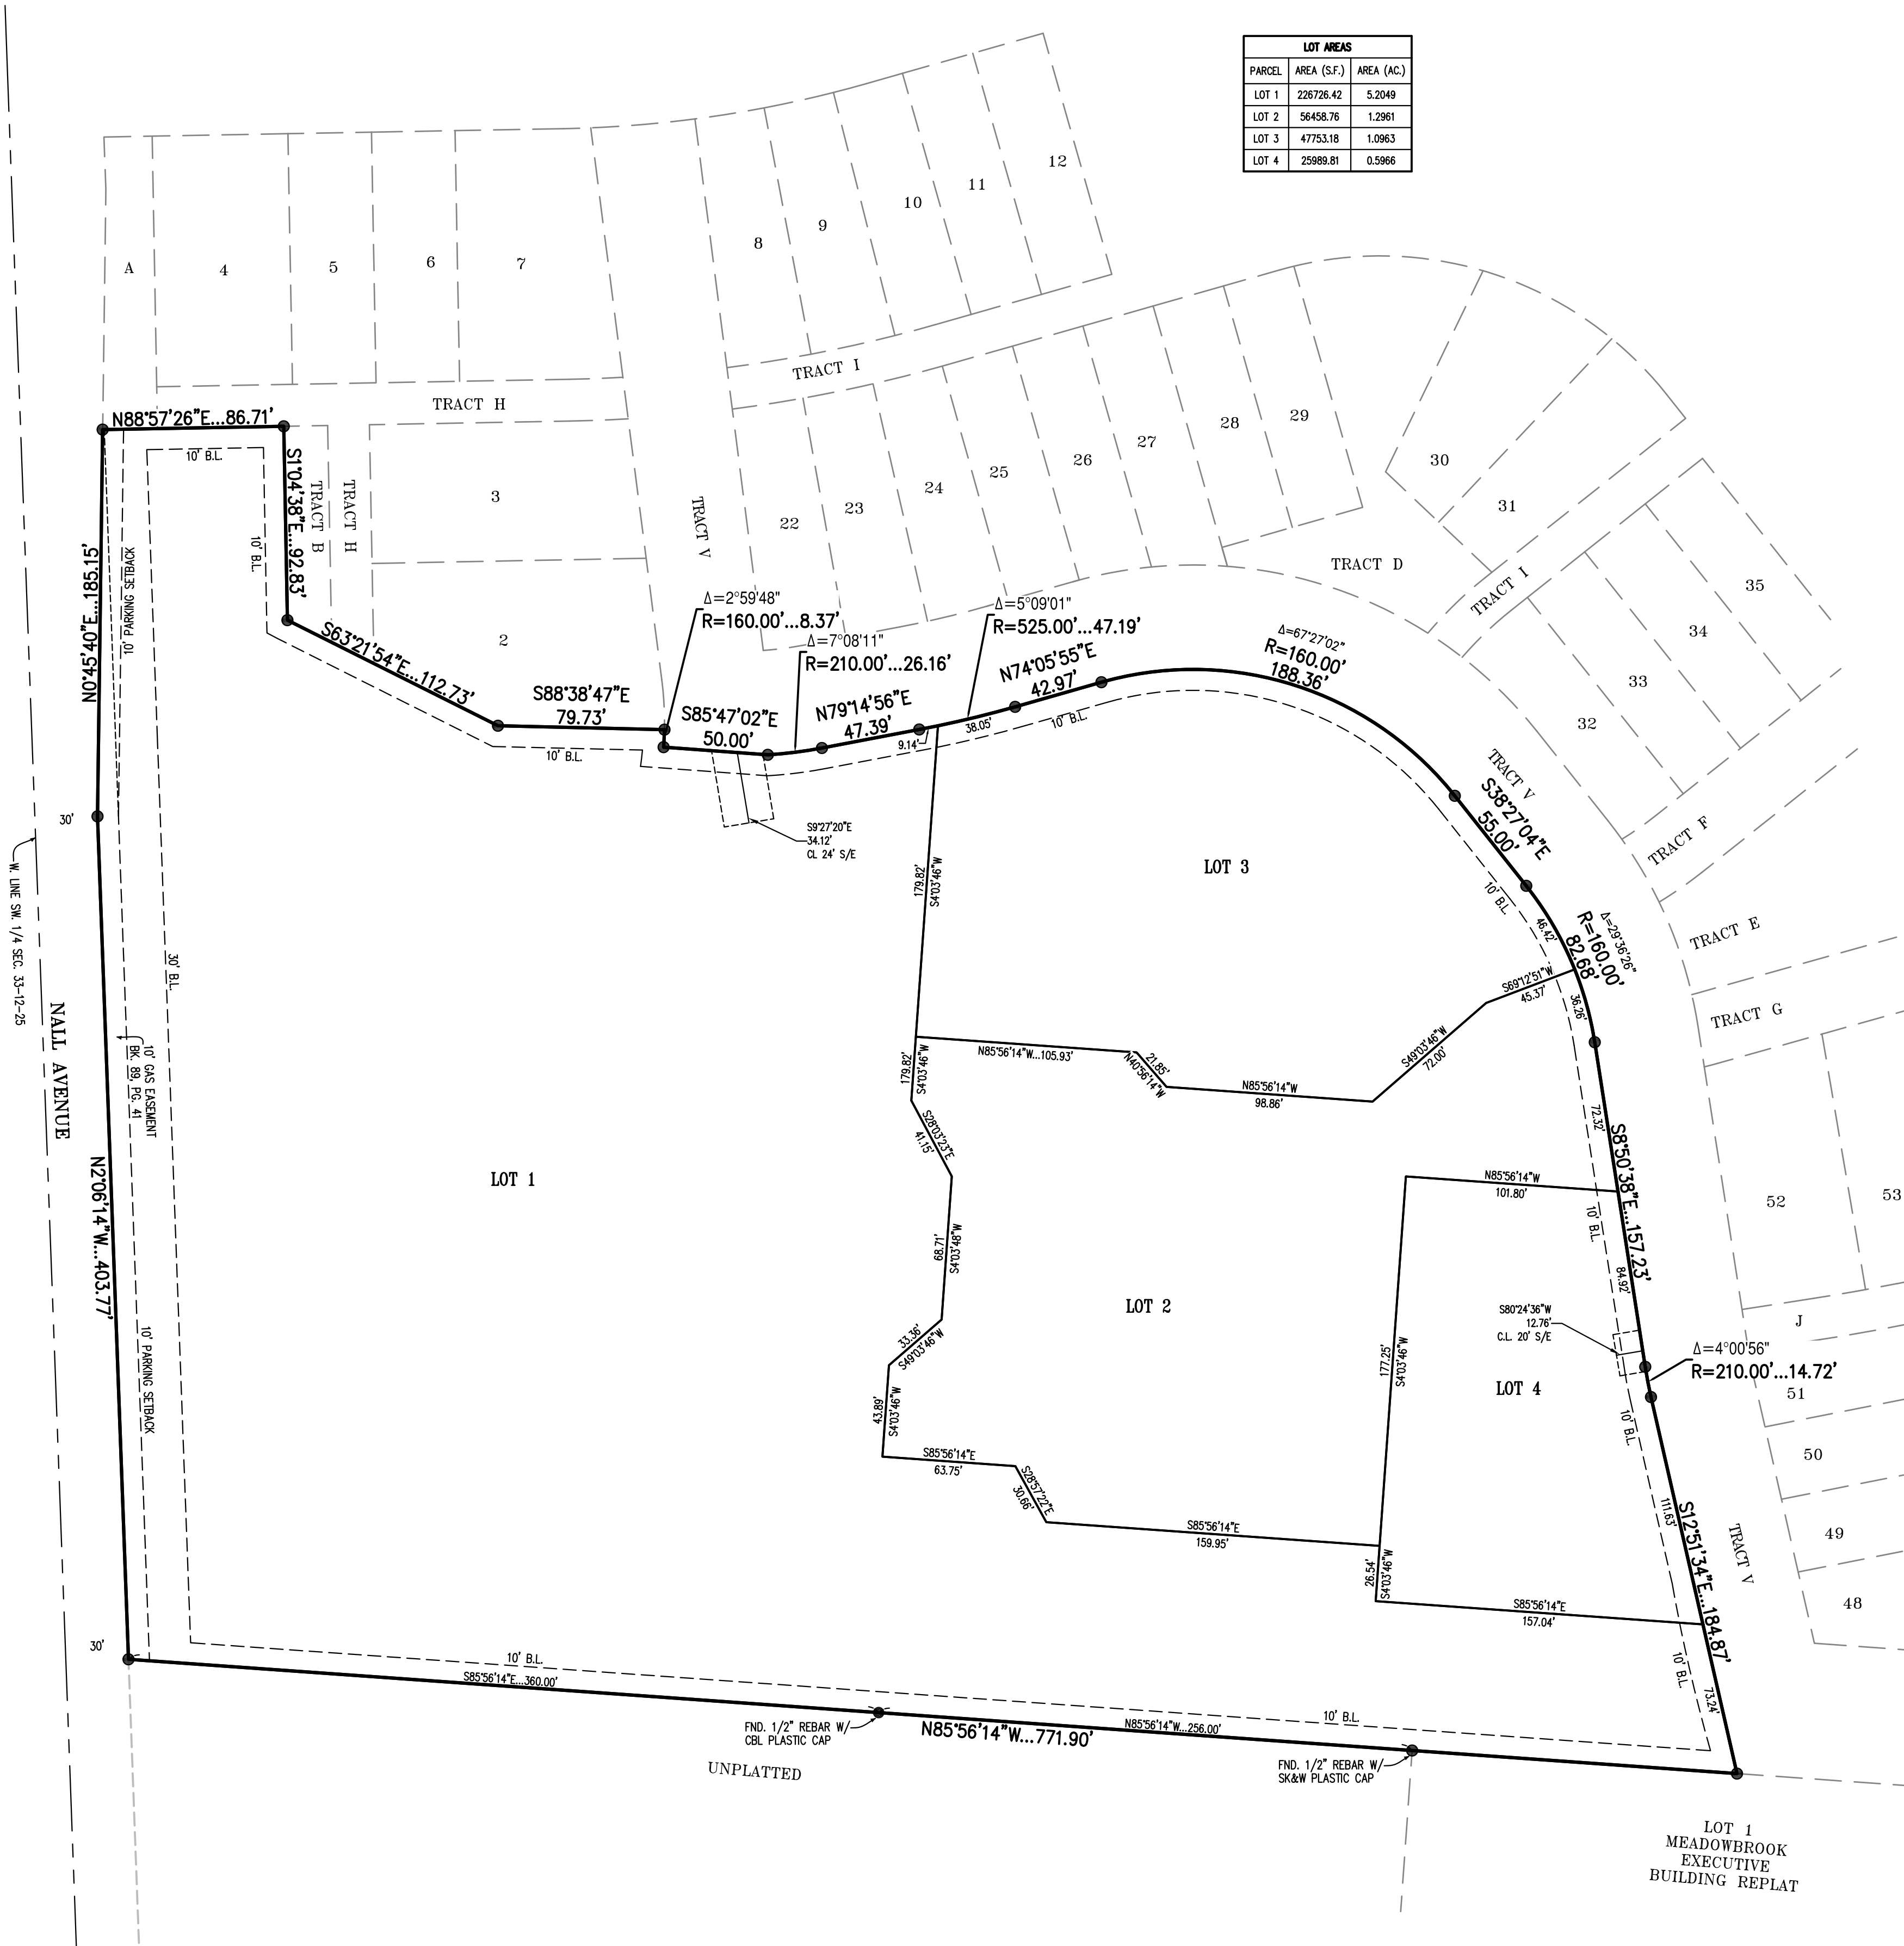 LOT AREAS
PARCEL AREA (S.F.) AREA (AC.)
LOT 1 226726.42 5.2049
LOT 2 56458.76 1.2961
LOT 3 47753.18 1.0963
LOT 4 25989.81 0.5966
A
4
5
6
7
8
9
10
11
12
TRACT I
TRACT H
N88°57'26"E...86.71'
10' B.L.
S1°04'38"E...92.83'
TRACT B
TRACT H
3
2
TRACT V
22
23
24
25
26
27
28
29
30
31
TRACT D
TRACT I
32
33
34
35
N0°45'40"E...185.15'
10' PARKING SETBACK
10' B.L.
S63°21'54"E...112.73'
S88°38'47"E
79.73'
10' B.L.
Δ=2°59'48"
R=160.00'...8.37'
Δ=7°08'11"
R=210.00'...26.16'
S85°47'02"E
50.00'
N79°14'56"E
47.39'
9.14'
38.05'
Δ=5°09'01"
R=525.00'...47.19'
N74°05'55"E
42.97'
10' B.L.
Δ=67°27'02"
R=160.00'
188.36'
TRACT V
S38°27'04"E
55.00'
10' B.L.
TRACT F
TRACT E
TRACT G
30'
W. LINE SW. 1/4 SEC. 33-12-25
NALL AVENUE
30' B.L.
10' GAS EASEMENT
BK. 89, PG. 41
S9°27'20"E
34.12'
CL 24' S/E
179.82'
S4°03'46"W
LOT 3
46.42'
Δ=29°36'26"
R=160.00'
82.68'
36.26'
S69°12'51"W
45.37'
S49°03'46"W
72.00'
N85°56'14"W...105.93'
21.85'
N40°56'14"W
N85°56'14"W
98.86'
179.82'
S4°03'46"W
S28°03'23"E
41.15'
LOT 1
68.71'
S4°03'48"W
33.36'
S49°03'46"W
43.89'
S4°03'46"W
S85°56'14"E
63.75'
S28°57'22"E
30.66'
S85°56'14"E
159.95'
LOT 2
N85°56'14"W
101.80'
72.32'
S8°50'38"E...157.23'
10' B.L.
84.92'
177.25'
S4°03'46"W
S80°24'36"W
12.76'
C.L. 20' S/E
LOT 4
Δ=4°00'56"
R=210.00'...14.72'
10' B.L.
52
53
J
51
50
49
48
TRACT V
111.63'
S12°51'34"E...184.87'
26.54'
S4°03'46"W
S85°56'14"E
157.04'
10' B.L.
73.24'
N2°06'14"W...403.77'
10' PARKING SETBACK
30'
10' B.L.
S85°56'14"E...360.00'
FND. 1/2" REBAR W/
CBL PLASTIC CAP
N85°56'14"W...771.90'
N85°56'14"W...256.00'
10' B.L.
FND. 1/2" REBAR W/
SK&W PLASTIC CAP
UNPLATTED
LOT 1
MEADOWBROOK
EXECUTIVE
BUILDING REPLAT